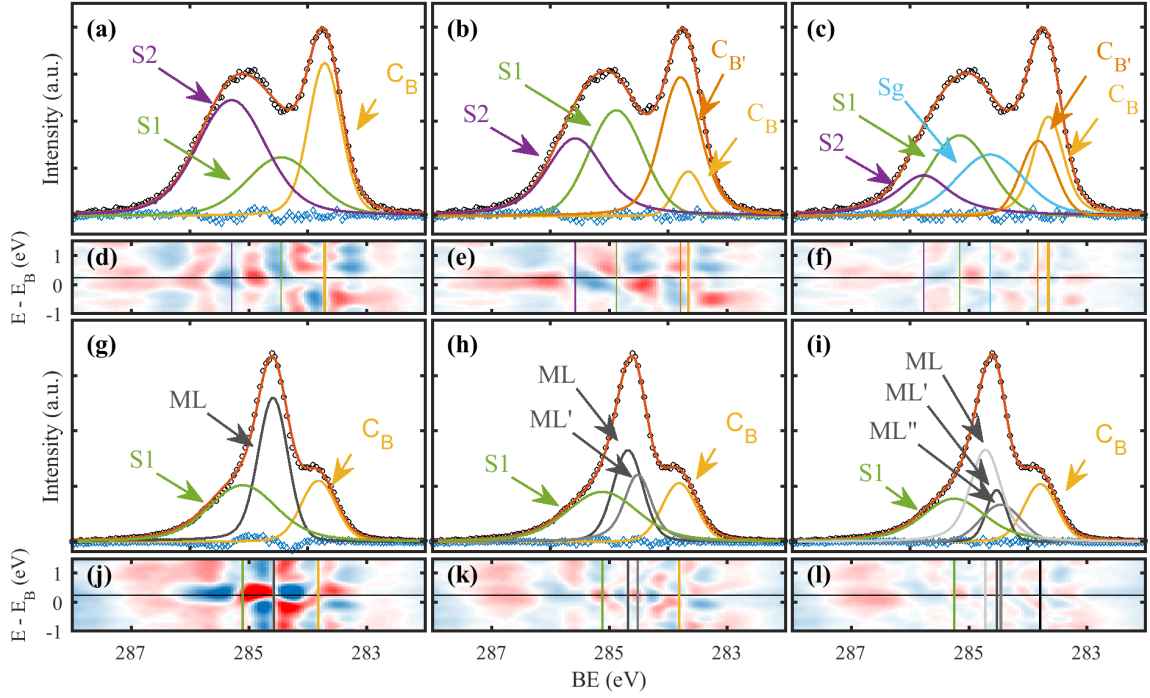 (a)
S2
S1
C_B
(b)
S1
S2
C_B'
C_B
(c)
Sg
S1
S2
C_B'
C_B
Intensity (a.u.)
(d)
(e)
(f)
E - E_B (eV)
1
0
-1
(g)
ML
S1
C_B
(h)
ML
ML'
S1
C_B
(i)
ML
ML'
ML"
S1
C_B
Intensity (a.u.)
(j)
(k)
(l)
E - E_B (eV)
1
0
-1
287 285 283 287 285 283 287 285 283
BE (eV)